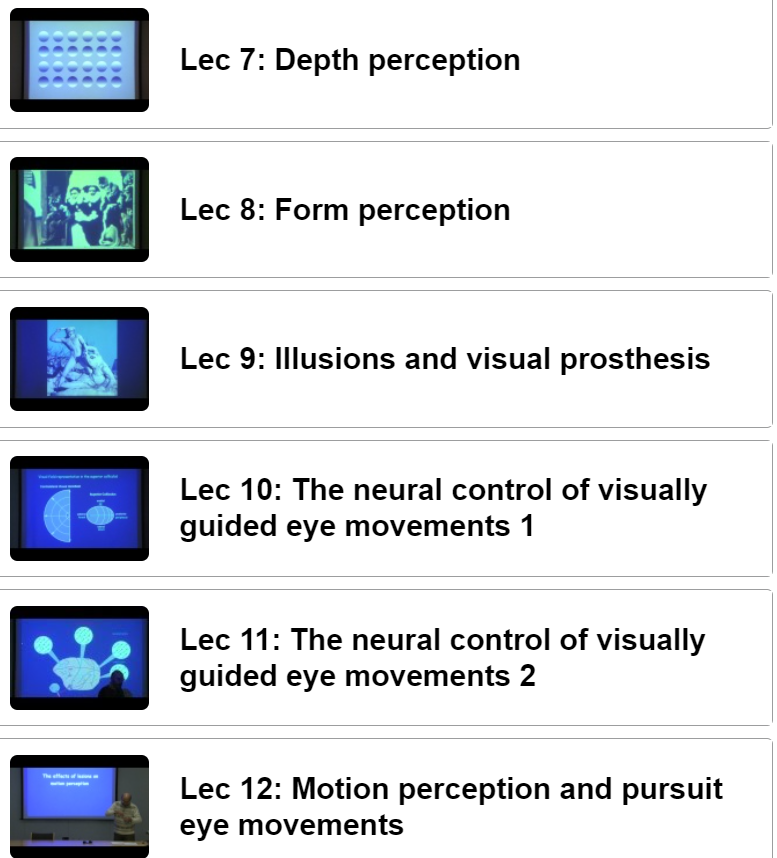 Lec 7: Depth perception
Lec 8: Form perception
Lec 9: Illusions and visual prosthesis
Lec 10: The neural control of visually
guided eye movements 1
Lec 11: The neural control of visually
guided eye movements 2
The effects of lesions on
motion perception
Lec 12: Motion perception and pursuit
eye movements